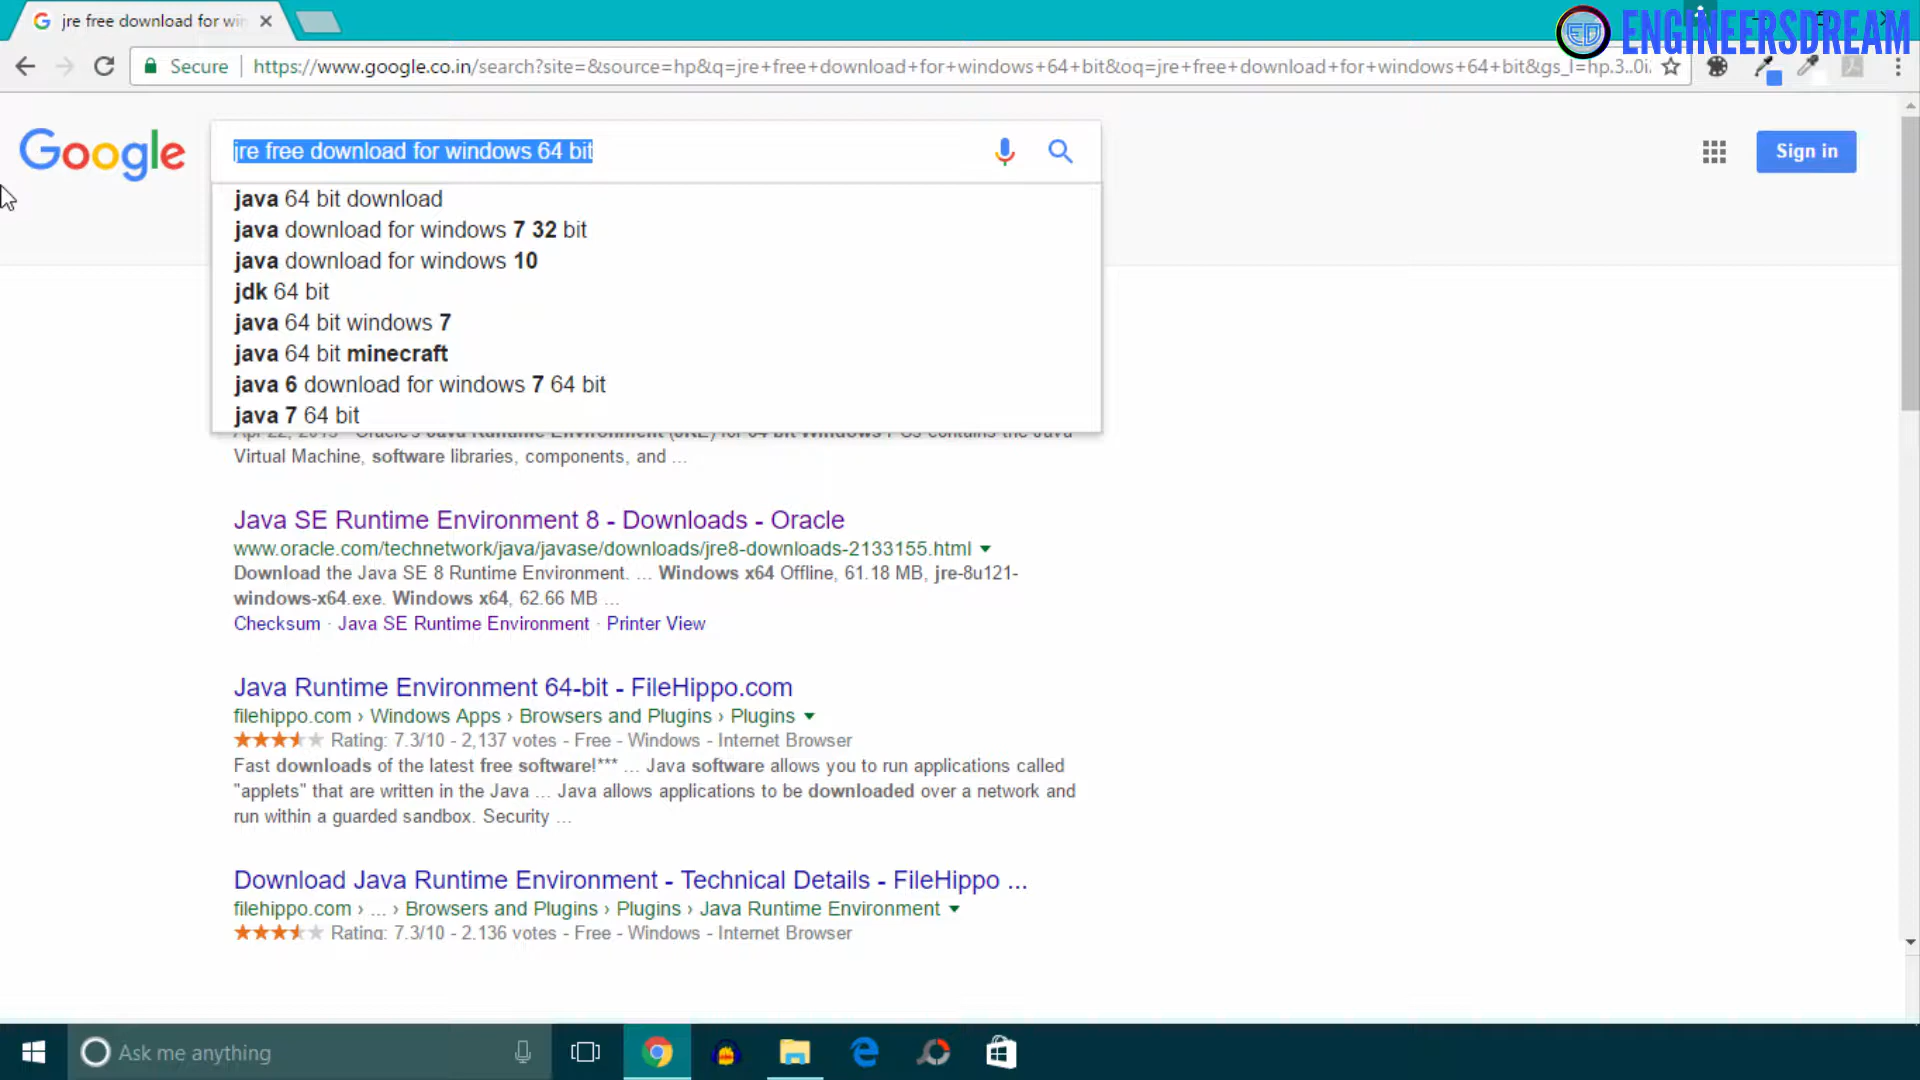 jre free download for win
ENGINEERSDREAM
ED
Secure
https://www.google.co.in/search?site=&source=hp&q=jre+free+download+for+windows+64+bit&oq=jre+free+download+for+windows+64+bit&gs_l=hp.3..0i.
Google
jre free download for windows 64 bit
Sign in
java 64 bit download
java download for windows 7 32 bit
java download for windows 10
jdk 64 bit
java 64 bit windows 7
java 64 bit minecraft
java 6 download for windows 7 64 bit
java 7 64 bit
Oracle's Java Runtime Environment (JRE) for 64-bit Windows PCs contains the Java
Virtual Machine, software libraries, components, and ...
Java SE Runtime Environment 8 - Downloads - Oracle
www.oracle.com/technetwork/java/javase/downloads/jre8-downloads-2133155.html
Download the Java SE 8 Runtime Environment. ... Windows x64 Offline, 61.18 MB, jre-8u121-
windows-x64.exe. Windows x64, 62.66 MB ...
Checksum · Java SE Runtime Environment · Printer View
Java Runtime Environment 64-bit - FileHippo.com
filehippo.com › Windows Apps › Browsers and Plugins › Plugins
Rating: 7.3/10 - 2,137 votes - Free - Windows - Internet Browser
Fast downloads of the latest free software!*** ... Java software allows you to run applications called
"applets" that are written in the Java ... Java allows applications to be downloaded over a network and
run within a guarded sandbox. Security ...
Download Java Runtime Environment - Technical Details - FileHippo ...
filehippo.com › ... › Browsers and Plugins › Plugins › Java Runtime Environment
Rating: 7.3/10 - 2,136 votes - Free - Windows - Internet Browser
Ask me anything